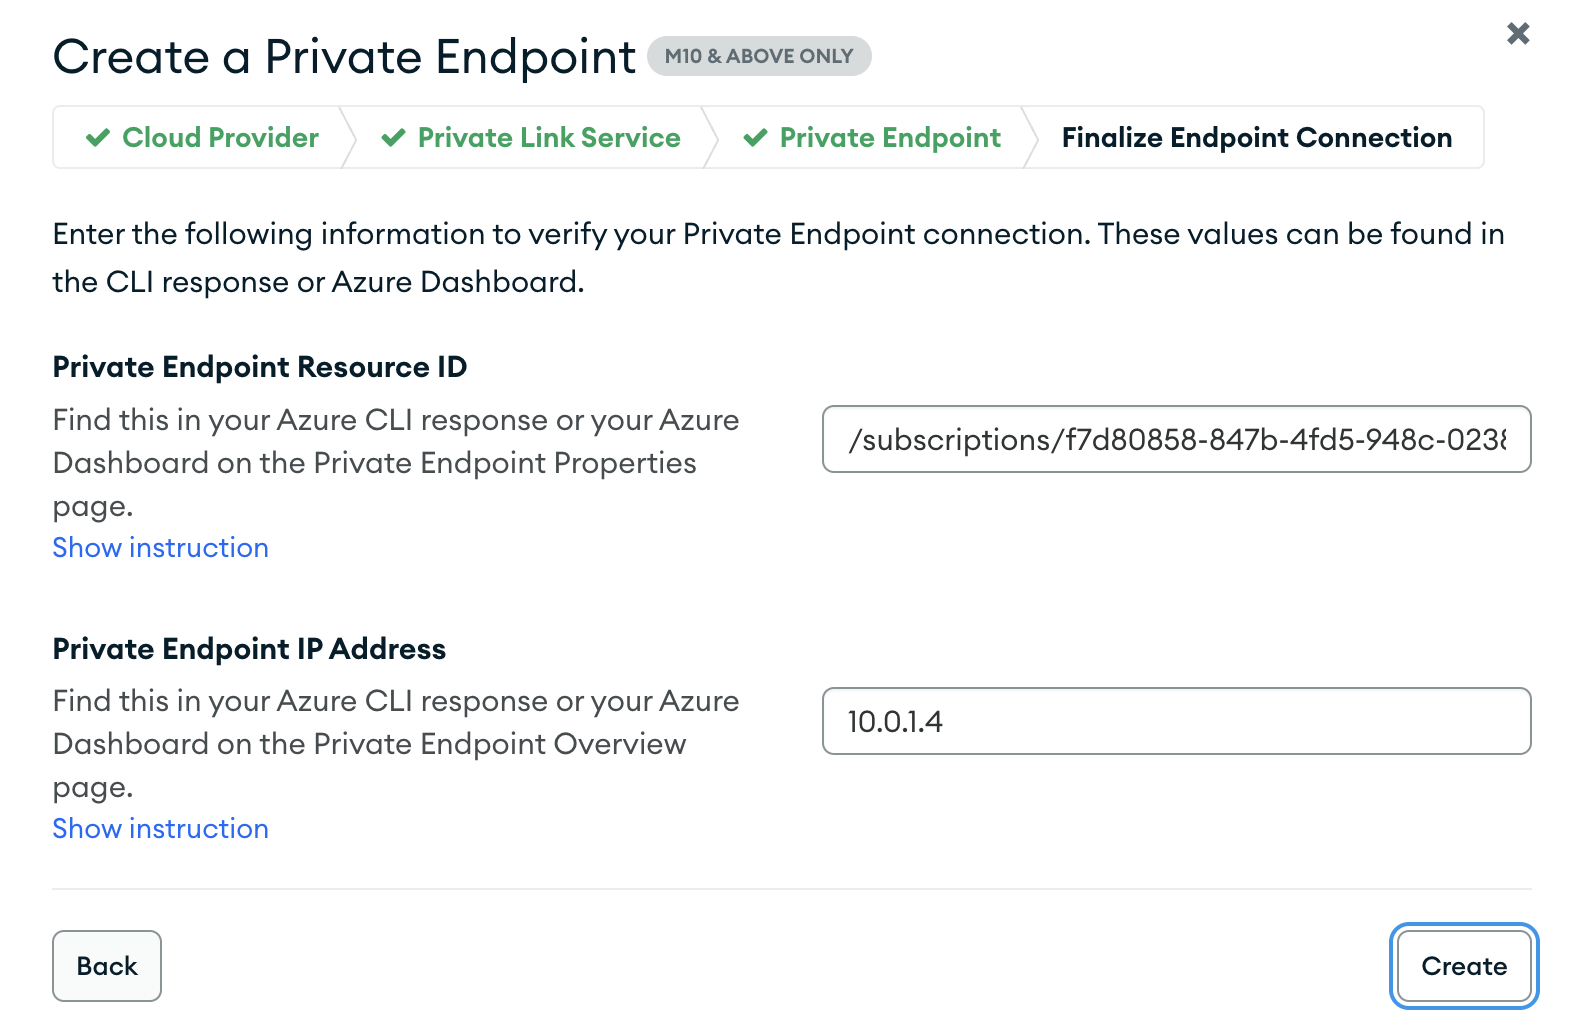 Create a Private Endpoint M10 & ABOVE ONLY
Cloud Provider Private Link Service Private Endpoint Finalize Endpoint Connection
Enter the following information to verify your Private Endpoint connection. These values can be found in
the CLI response or Azure Dashboard.
Private Endpoint Resource ID
Find this in your Azure CLI response or your Azure
Dashboard on the Private Endpoint Properties
page.
Show instruction
/subscriptions/f7d80858-847b-4fd5-948c-0238
Private Endpoint IP Address
Find this in your Azure CLI response or your Azure
Dashboard on the Private Endpoint Overview
page.
Show instruction
10.0.1.4
Back Create